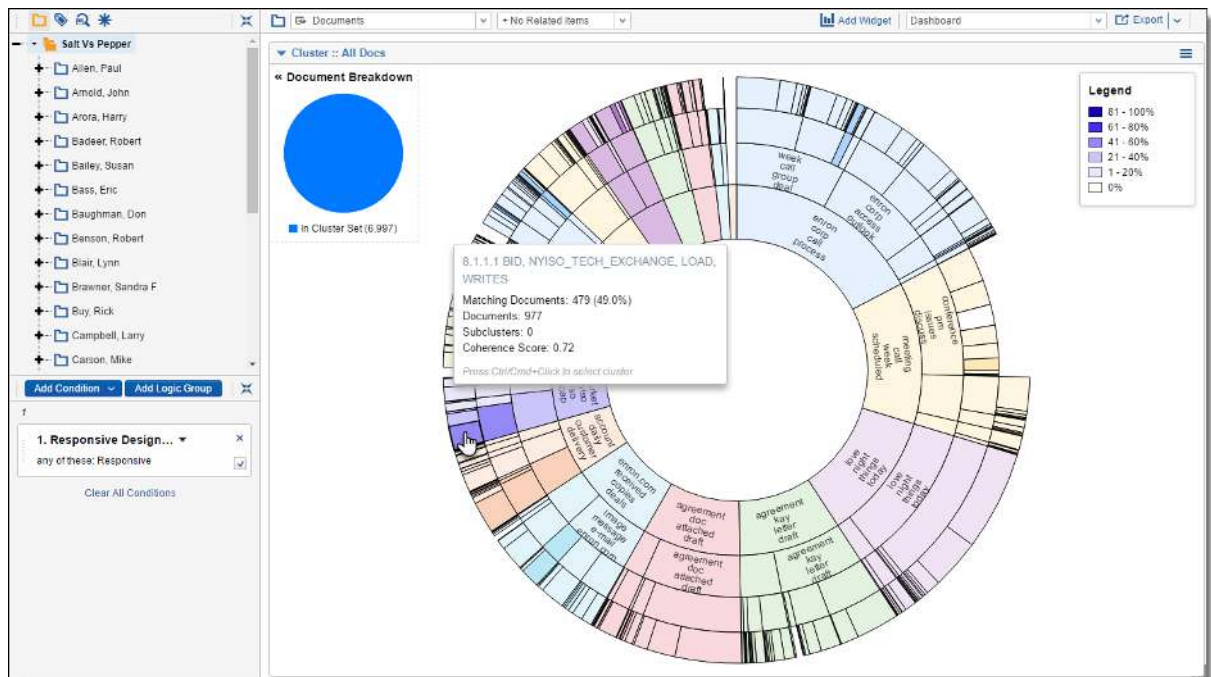 Documents
+ No Related Items
Add Widget
Dashboard
Export
Salt Vs Pepper
Allen, Paul
Arnold, John
Arora, Harry
Badeer, Robert
Bailey, Susan
Bass, Eric
Baughman, Don
Benson, Robert
Blair, Lynn
Brawner, Sandra F
Buy, Rick
Campbell, Larry
Carson, Mike
Add Condition
Add Logic Group
1
1. Responsive Design...
any of these: Responsive
Clear All Conditions
Cluster :: All Docs
« Document Breakdown
In Cluster Set (6,997)
Legend
81 - 100%
61 - 80%
41 - 60%
21 - 40%
1 - 20%
0%
week
call
group
deal
enron
corp
access
outlook
enron
corp
call
process
conference
pm
issues
discuss
meeting
call
week
scheduled
8.1.1.1 BID, NYISO_TECH_EXCHANGE, LOAD,
WRITES
Matching Documents: 479 (49.0%)
Documents: 977
Subclusters: 0
Coherence Score: 0.72
Press Ctrl/Cmd+Click to select cluster
account
daily
customer
delivery
enron.com
received
copies
deals
image
message
e-mail
enron.com
agreement
doc
attached
draft
agreement
doc
attached
draft
agreement
kay
letter
draft
agreement
kay
letter
draft
love
night
things
today
love
night
things
today